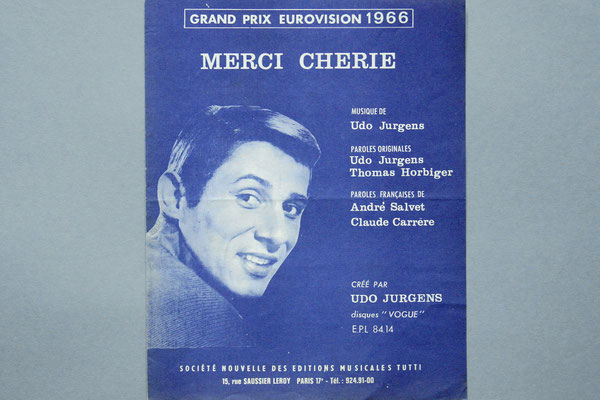 GRAND PRIX EUROVISION 1966
MERCI CHERIE
MUSIQUE DE
Udo Jurgens
PAROLES ORIGINALES
Udo Jurgens
Thomas Horbiger
PAROLES FRANÇAISES DE
André Salvet
Claude Carrère
CRÉÉ PAR
UDO JURGENS
disques "VOGUE"
E.P.L 84.14
SOCIÉTÉ NOUVELLE DES EDITIONS MUSICALES TUTTI
15, rue SAUSSIER LEROY PARIS 17e - Tél. : 924.91-00